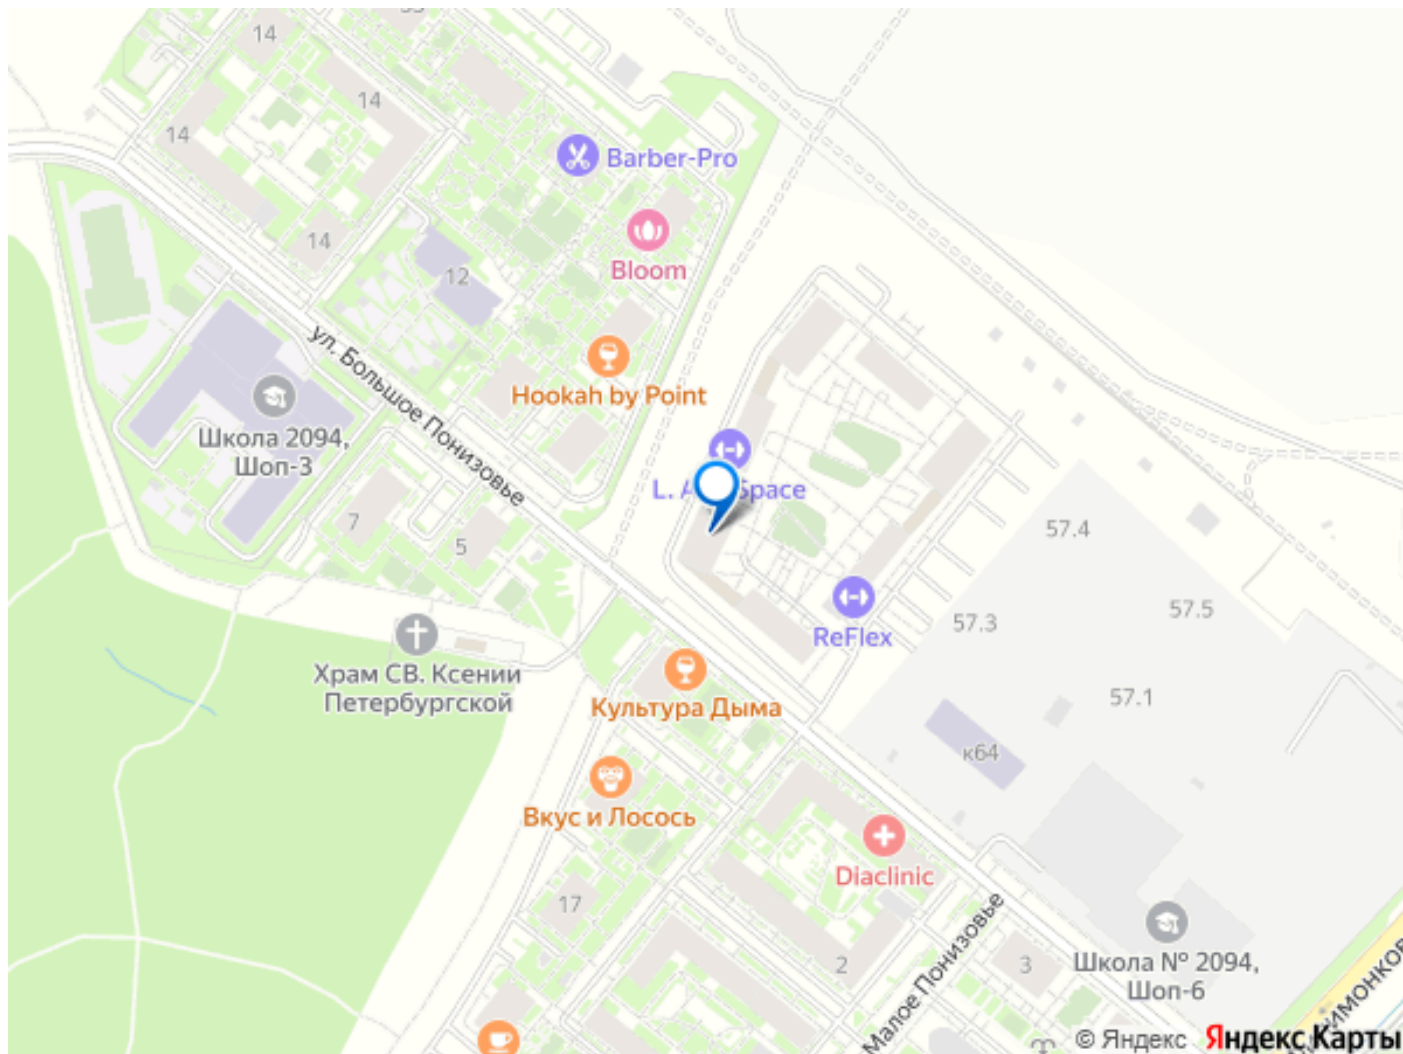 14
14
14
Barber-Pro
14
Bloom
12
ул. Большое Понизовье
Hookah by Point
Школа 2094,
Шоп-3
Space
7
5
57.4
57.5
57.3
ReFlex
Храм СВ. Ксении
Петербургской
Культура Дыма
57.1
к64
Вкус и Лосось
Diaclinic
17
2
Малое Понизовье
3
Школа № 2094,
Шоп-6
© Яндекс Яндекс Карты